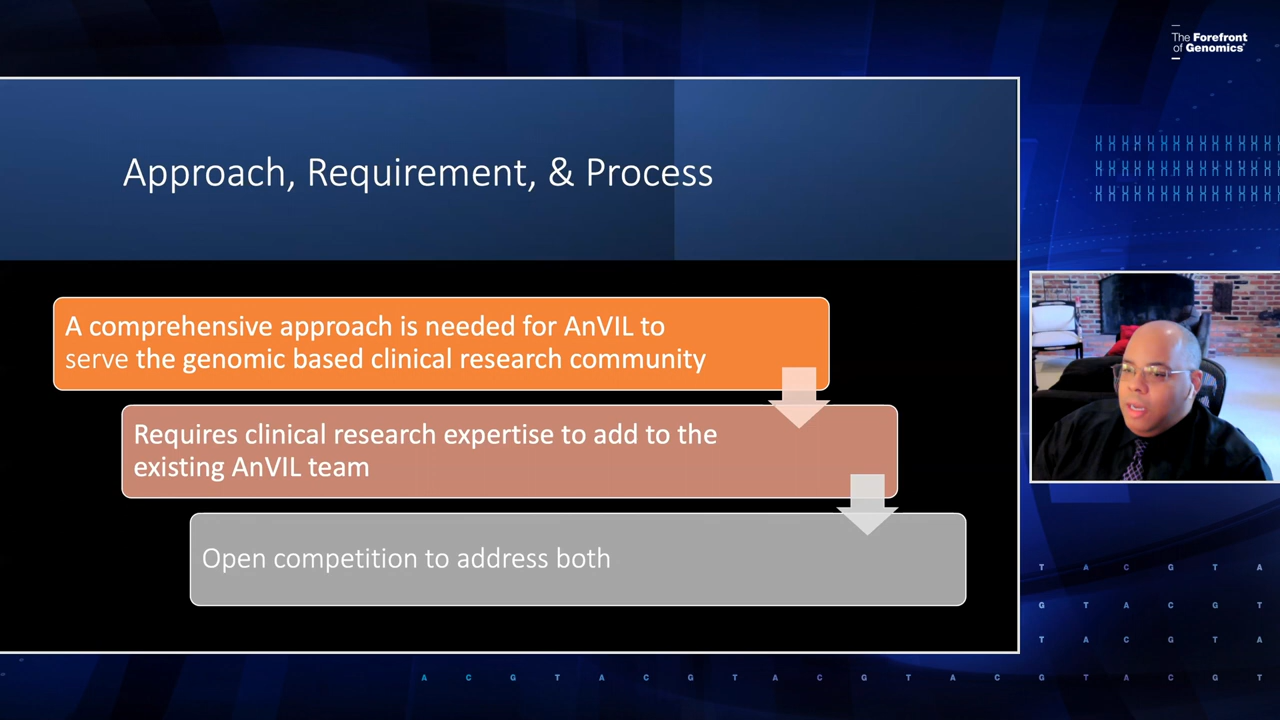 The Forefront
of Genomics®
Approach, Requirement, & Process
A comprehensive approach is needed for AnVIL to
serve the genomic based clinical research community
Requires clinical research expertise to add to the
existing AnVIL team
Open competition to address both
T A C G T A
G T A C G T
T A C G T A
A C G T A C G T A C G T A C G T A C G T